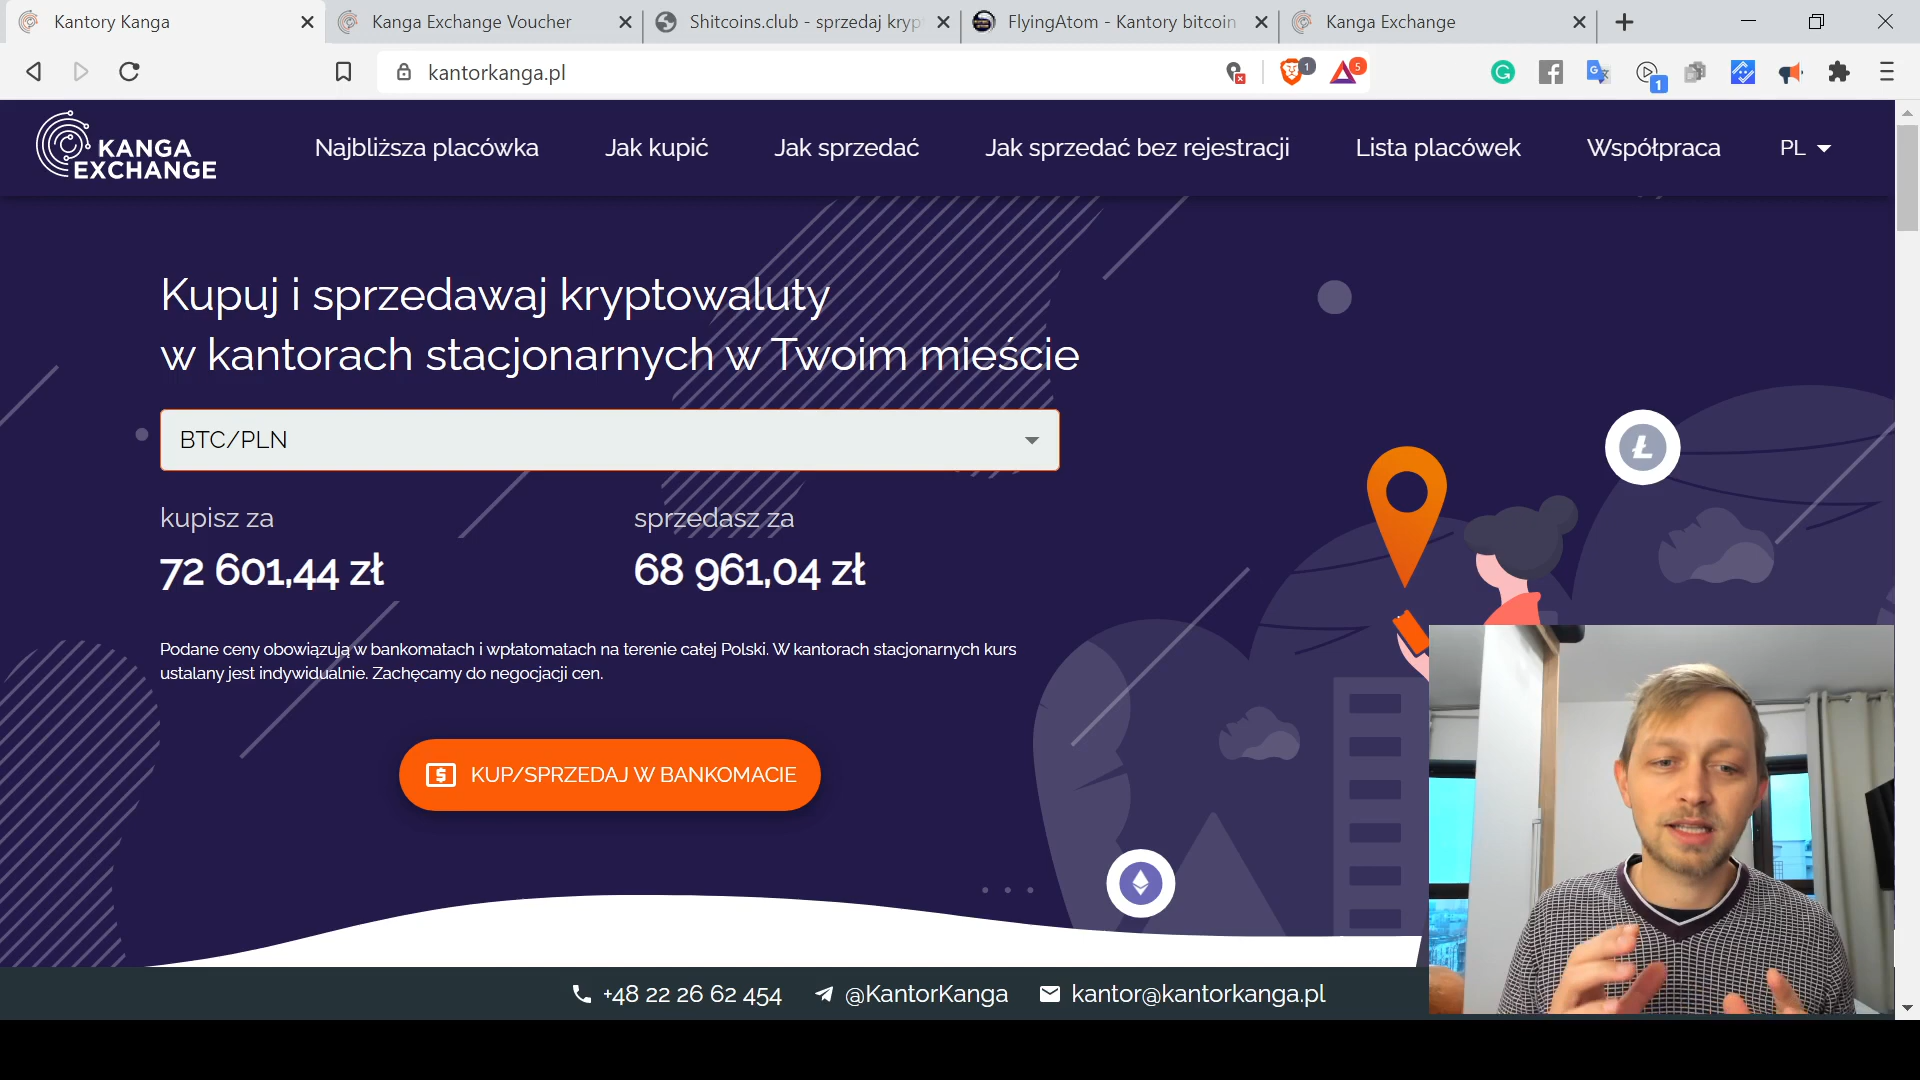 Kantory Kanga
Kanga Exchange Voucher
Shitcoins.club - sprzedaj kryp
FlyingAtom - Kantory bitcoin
Kanga Exchange
kantorkanga.pl
1
5
1
KANGA
EXCHANGE
Najbliższa placówka
Jak kupić
Jak sprzedać
Jak sprzedać bez rejestracji
Lista placówek
Współpraca
PL
Kupuj i sprzedawaj kryptowaluty
w kantorach stacjonarnych w Twoim mieście
BTC/PLN
kupisz za
sprzedasz za
72 601,44 zł
68 961,04 zł
Podane ceny obowiązują w bankomatach i wpłatomatach na terenie całej Polski. W kantorach stacjonarnych kurs
ustalany jest indywidualnie. Zachęcamy do negocjacji cen.
KUP/SPRZEDAJ W BANKOMACIE
+48 22 26 62 454
@KantorKanga
kantor@kantorkanga.pl